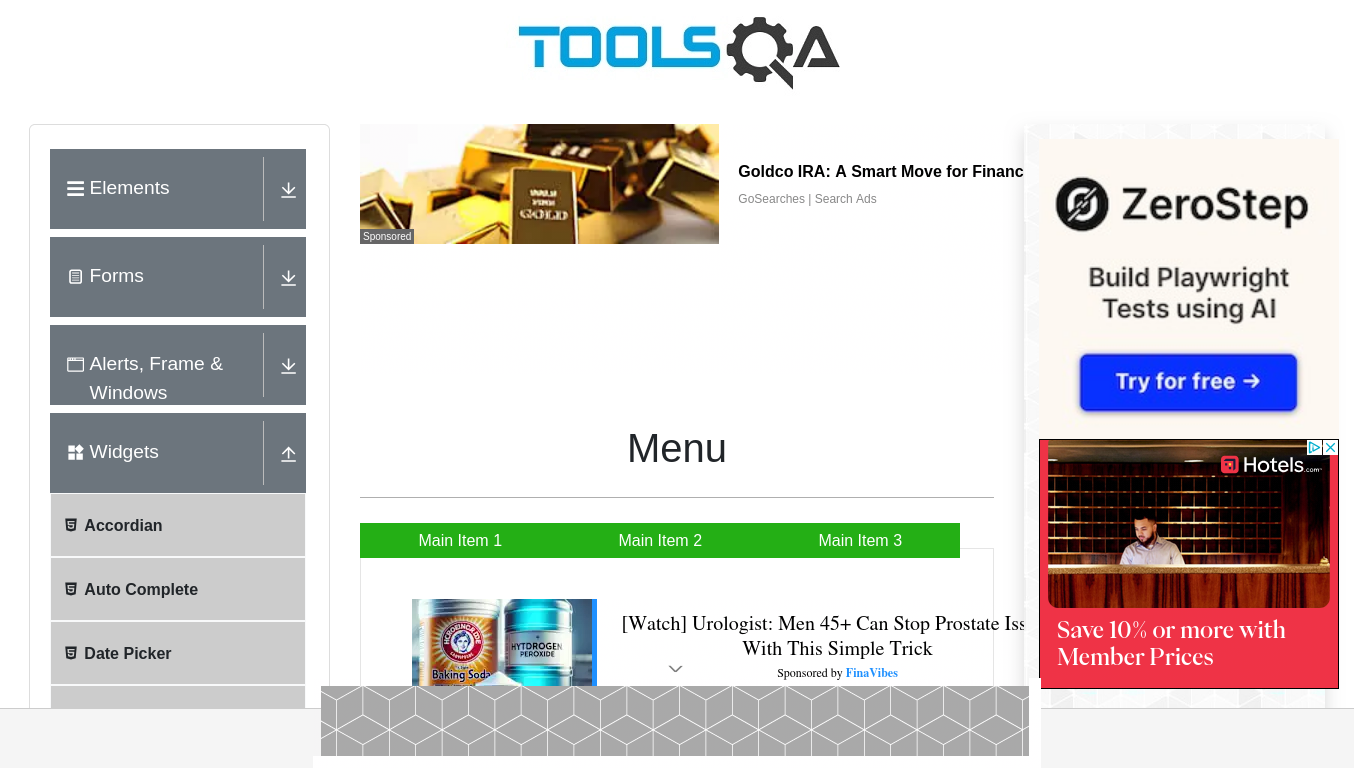 TOOLSQA
Elements
Forms
Alerts, Frame &
Windows
Widgets
Accordian
Auto Complete
Date Picker
GOLD
Sponsored
Goldco IRA: A Smart Move for Financ
GoSearches | Search Ads
Menu
Main Item 1
Main Item 2
Main Item 3
Baking Soda
HYTDROGEN
PEROXIDE
[Watch] Urologist: Men 45+ Can Stop Prostate Iss
With This Simple Trick
Sponsored by FinaVibes
ZeroStep
Build Playwright
Tests using AI
Try for free →
Hotels.com
Save 10% or more with
Member Prices